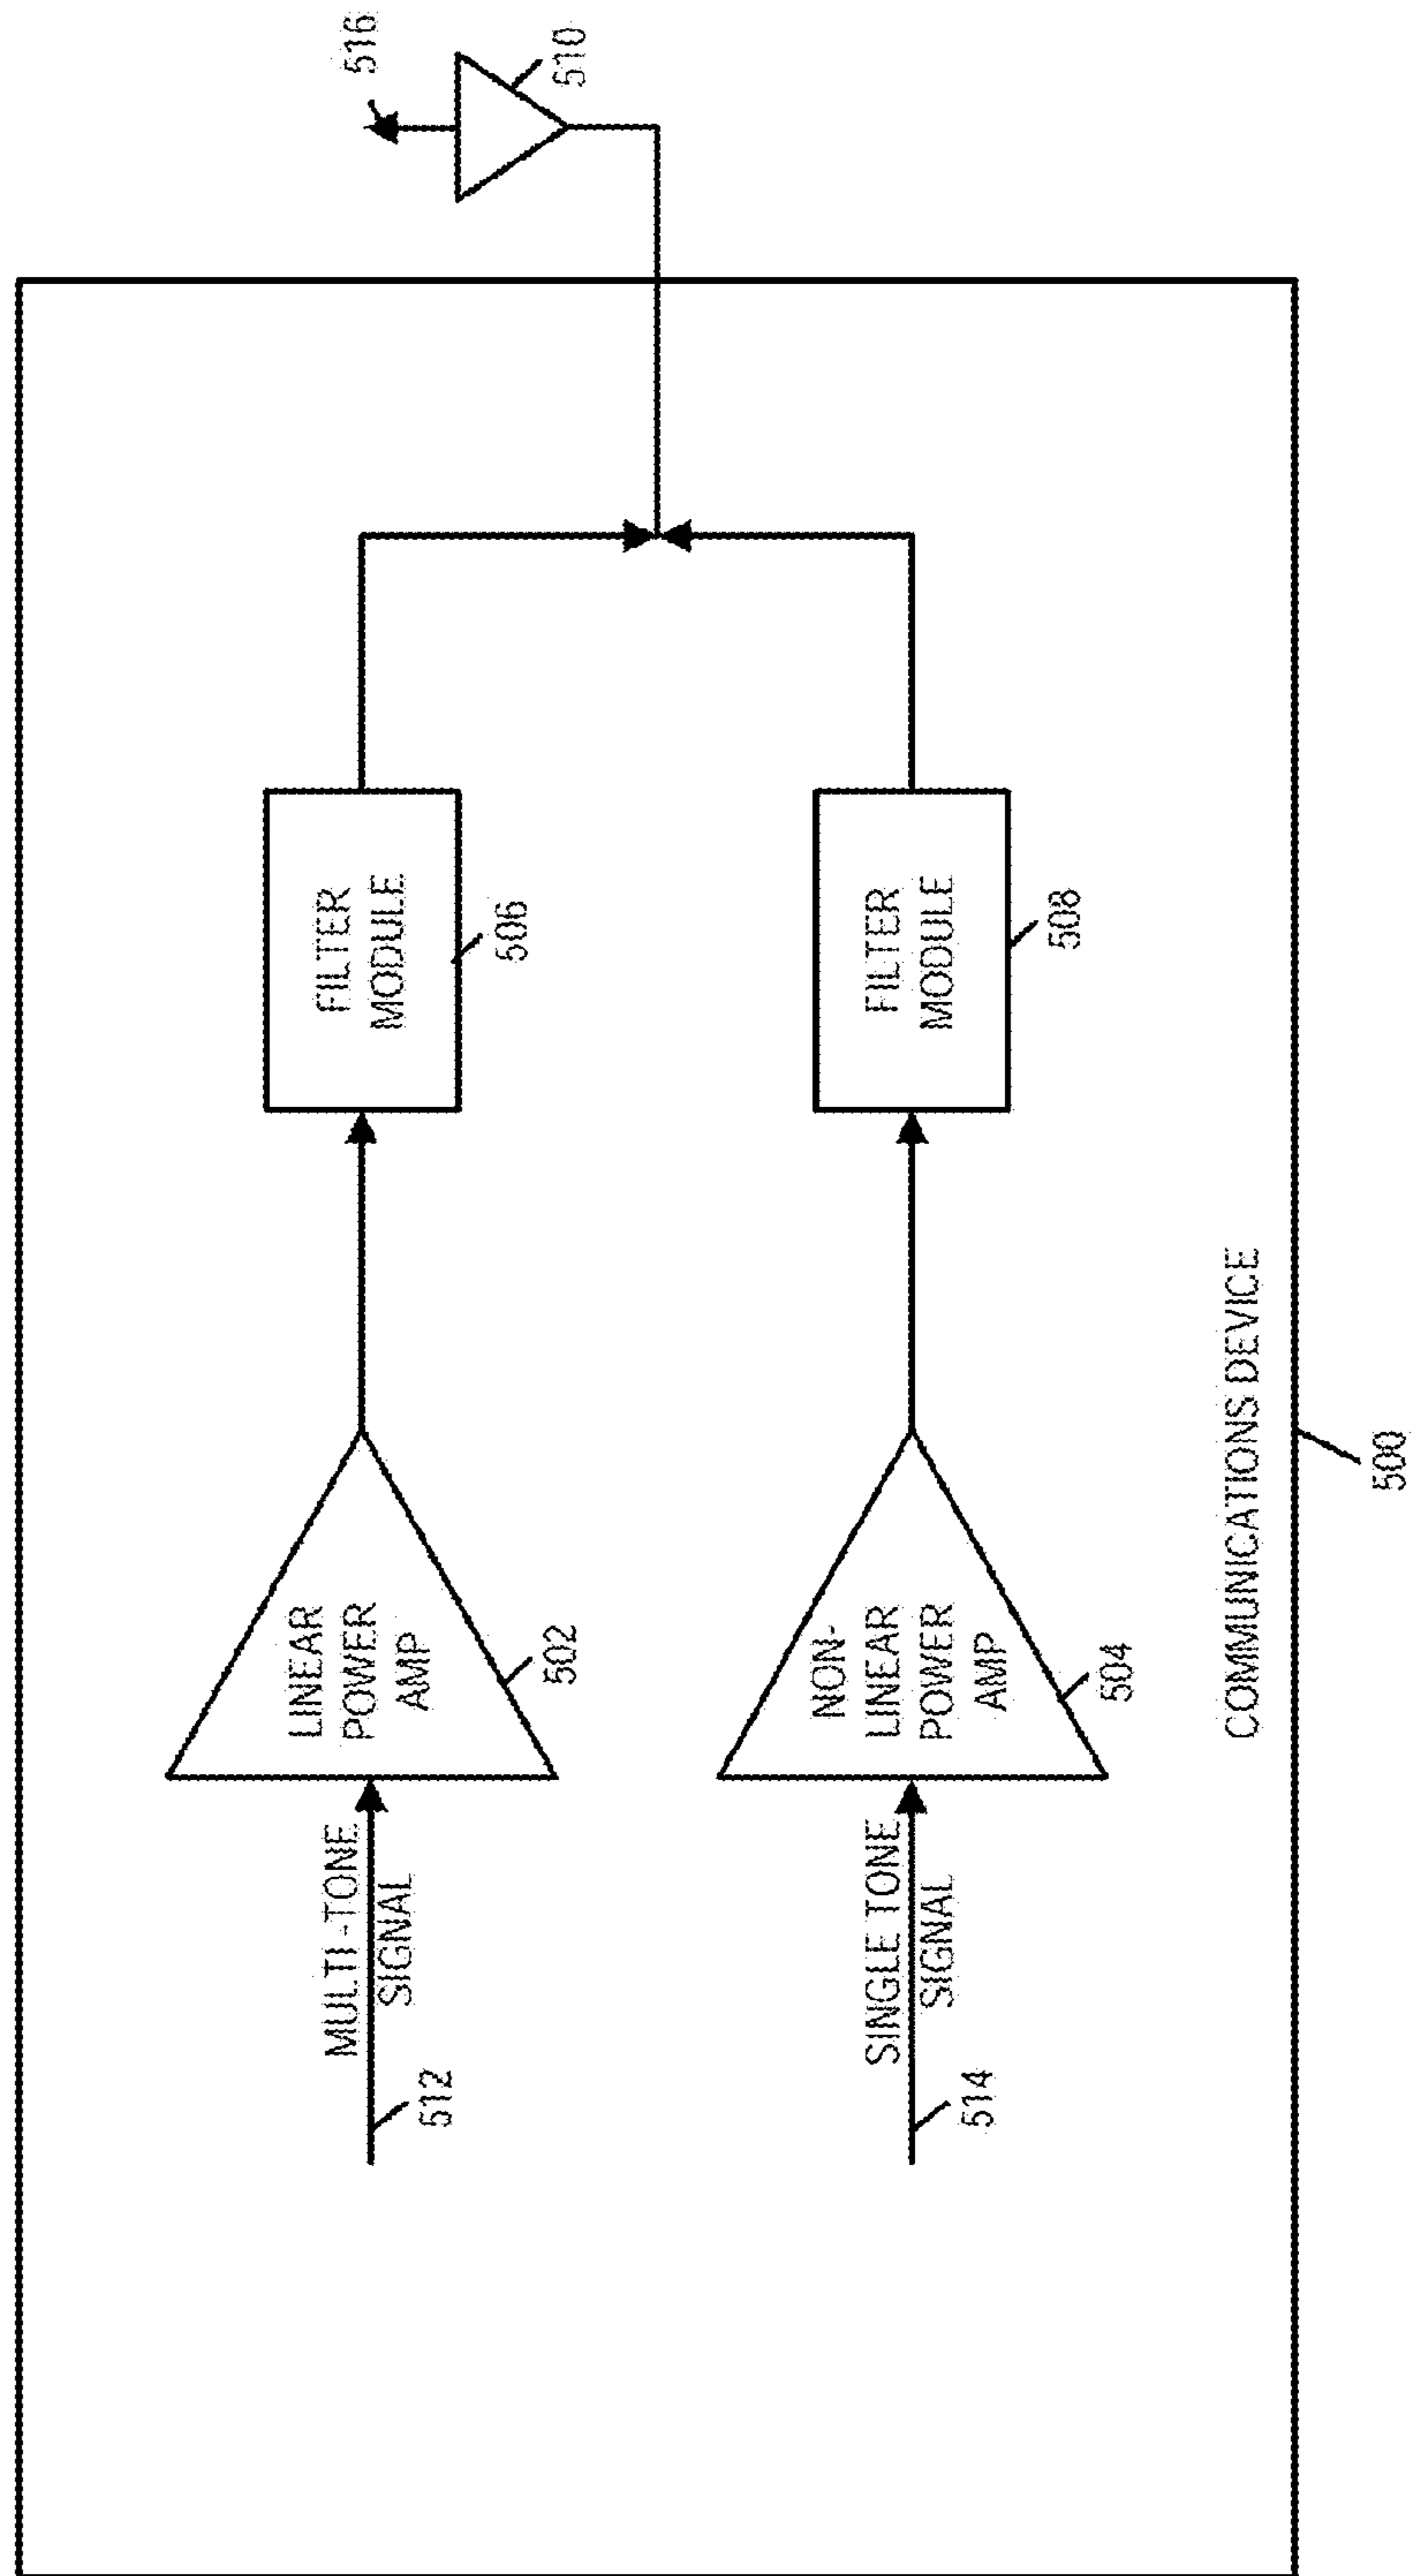 MULTI-TONE
SIGNAL
512
LINEAR
POWER
AMP
502
FILTER
MODULE
506
516
510
SINGLE TONE
SIGNAL
514
NON-
LINEAR
POWER
AMP
504
FILTER
MODULE
508
COMMUNICATIONS DEVICE
500